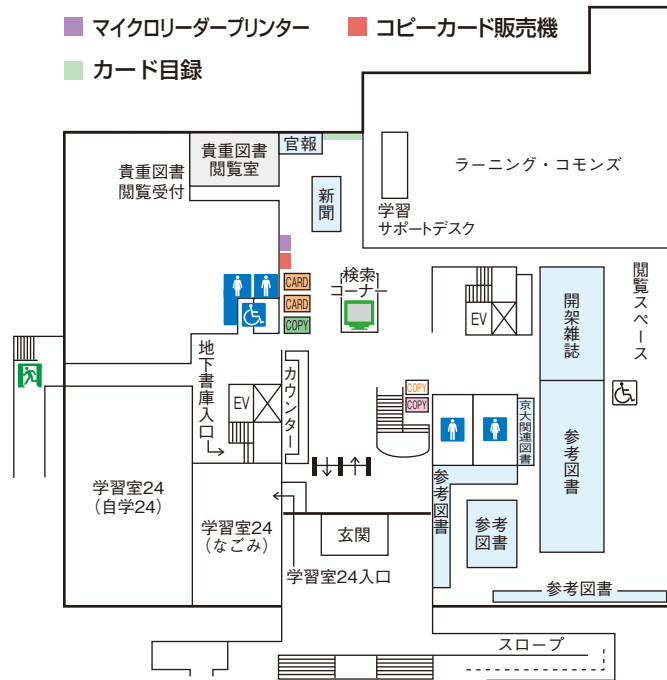 マイクロリーダープリンター
コピーカード販売機
カード目録
貴重図書
閲覧室
官報
貴重図書
閲覧受付
新聞
学習
サポートデスク
ラーニング・コモンズ
CARD
CARD
COPY
検索
コーナー
EV
開架雑誌
閲覧スペース
地下書庫入口
EV
カウンター
COPY
COPY
京大関連図書
参考図書
参考図書
参考
図書
学習室24
（自学24）
学習室24
（なごみ）
玄関
学習室24入口
参考図書
スロープ